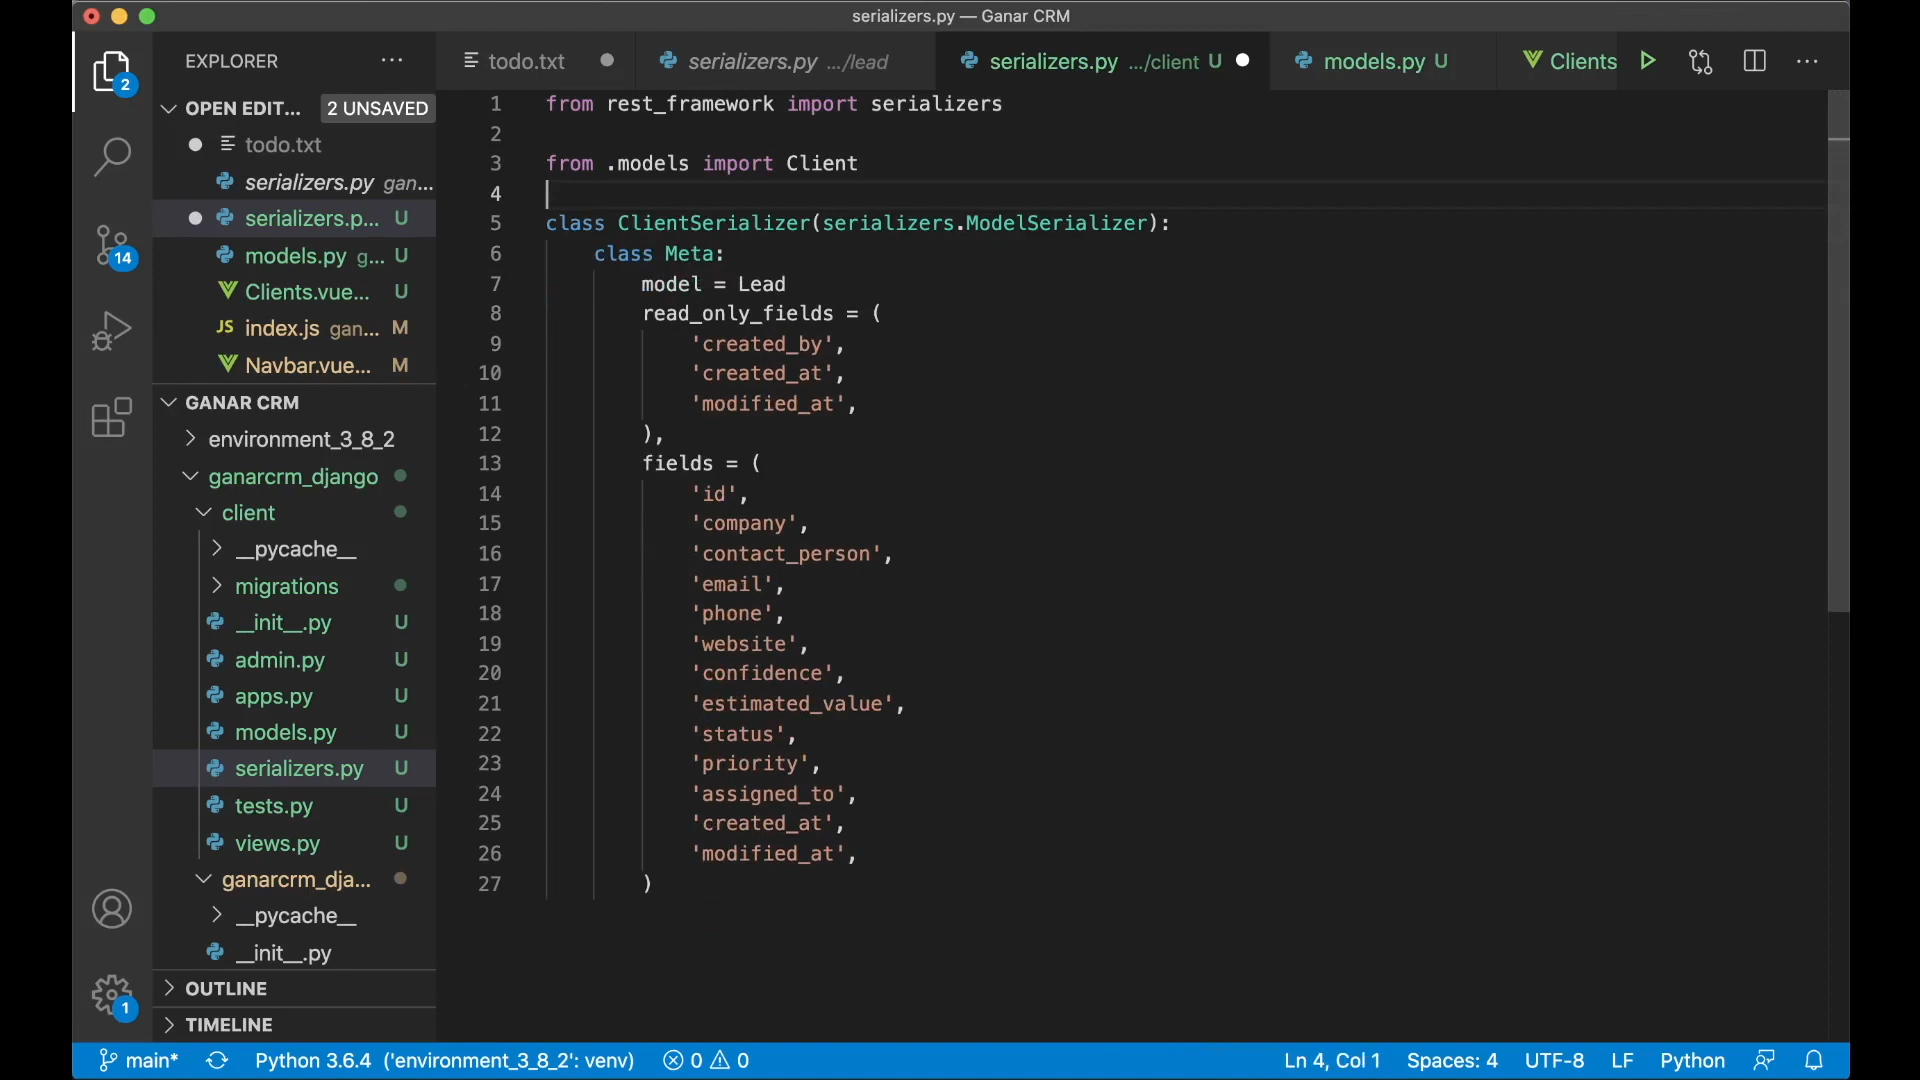 serializers.py — Ganar CRM
EXPLORER
todo.txt
serializers.py .../lead
serializers.py .../client U
models.py U
Clients
2
OPEN EDIT... 2 UNSAVED
todo.txt
serializers.py gan...
serializers.p... U
models.py g... U
Clients.vue... U
JS index.js gan... M
Navbar.vue... M
14
GANAR CRM
environment_3_8_2
ganarcrm_django
client
__pycache__
migrations
__init__.py U
admin.py U
apps.py U
models.py U
serializers.py U
tests.py U
views.py U
ganarcrm_dja...
__pycache__
__init__.py
OUTLINE
TIMELINE
1
1 from rest_framework import serializers
2
3 from .models import Client
4
5 class ClientSerializer(serializers.ModelSerializer):
6 class Meta:
7 model = Lead
8 read_only_fields = (
9 'created_by',
10 'created_at',
11 'modified_at',
12 ),
13 fields = (
14 'id',
15 'company',
16 'contact_person',
17 'email',
18 'phone',
19 'website',
20 'confidence',
21 'estimated_value',
22 'status',
23 'priority',
24 'assigned_to',
25 'created_at',
26 'modified_at',
27 )
main* Python 3.6.4 ('environment_3_8_2': venv) 0 0 Ln 4, Col 1 Spaces: 4 UTF-8 LF Python